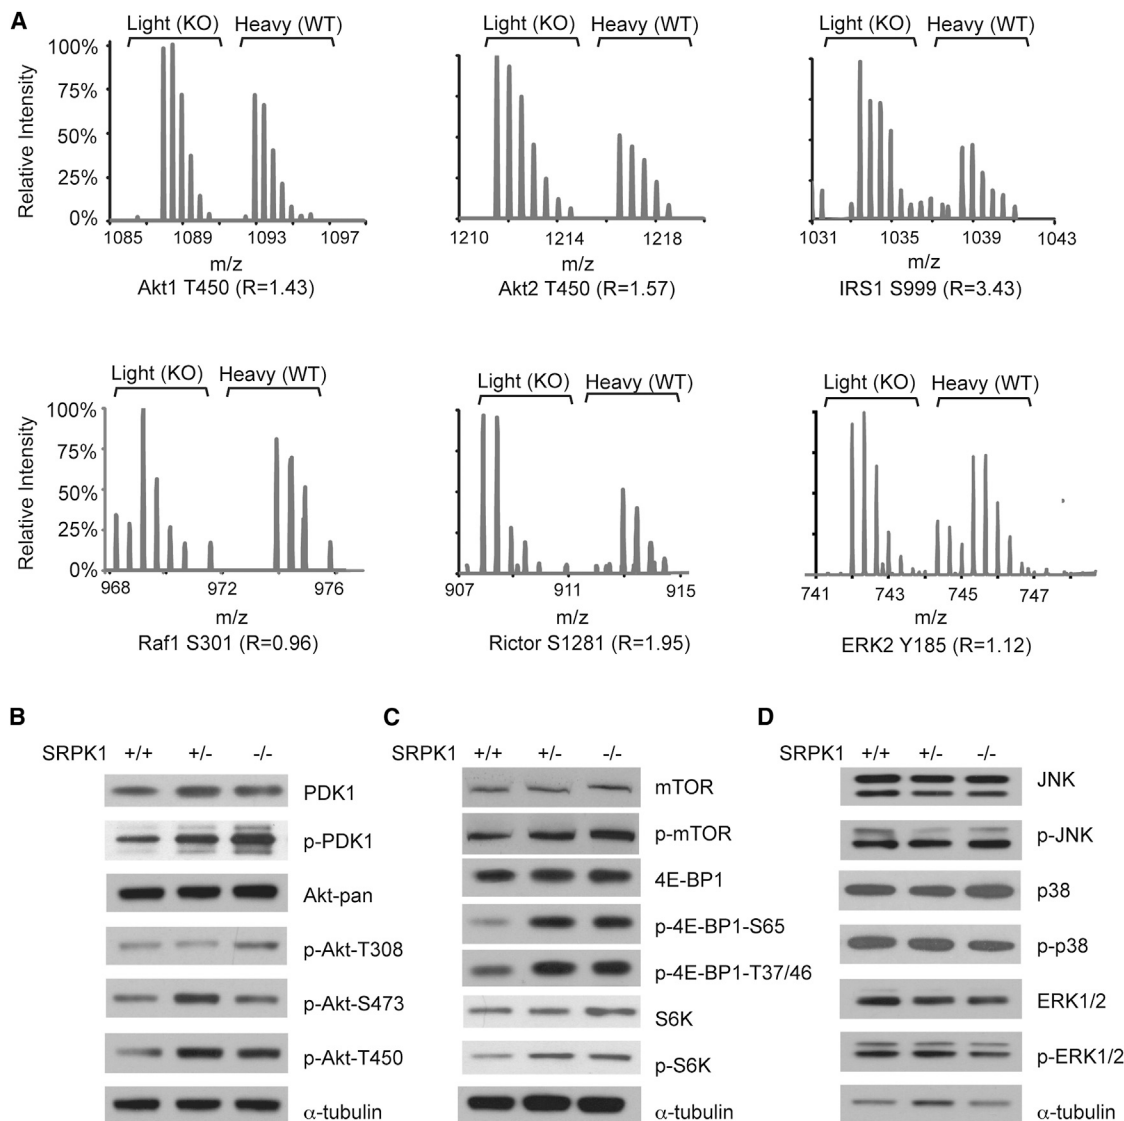 A
Light (KO) Heavy (WT) Light (KO) Heavy (WT) Light (KO) Heavy (WT)
Relative Intensity
100%
75%
50%
25%
0%
1085 1089 1093 1097 1210 1214 1218 1031 1035 1039 1043
m/z m/z m/z
Akt1 T450 (R=1.43) Akt2 T450 (R=1.57) IRS1 S999 (R=3.43)
Light (KO) Heavy (WT) Light (KO) Heavy (WT) Light (KO) Heavy (WT)
Relative Intensity
100%
75%
50%
25%
0%
968 972 976 907 911 915 741 743 745 747
m/z m/z m/z
Raf1 S301 (R=0.96) Rictor S1281 (R=1.95) ERK2 Y185 (R=1.12)
B
SRPK1 +/+ +/- -/-
PDK1
p-PDK1
Akt-pan
p-Akt-T308
p-Akt-S473
p-Akt-T450
α-tubulin
C
SRPK1 +/+ +/- -/-
mTOR
p-mTOR
4E-BP1
p-4E-BP1-S65
p-4E-BP1-T37/46
S6K
p-S6K
α-tubulin
D
SRPK1 +/+ +/- -/-
JNK
p-JNK
p38
p-p38
ERK1/2
p-ERK1/2
α-tubulin